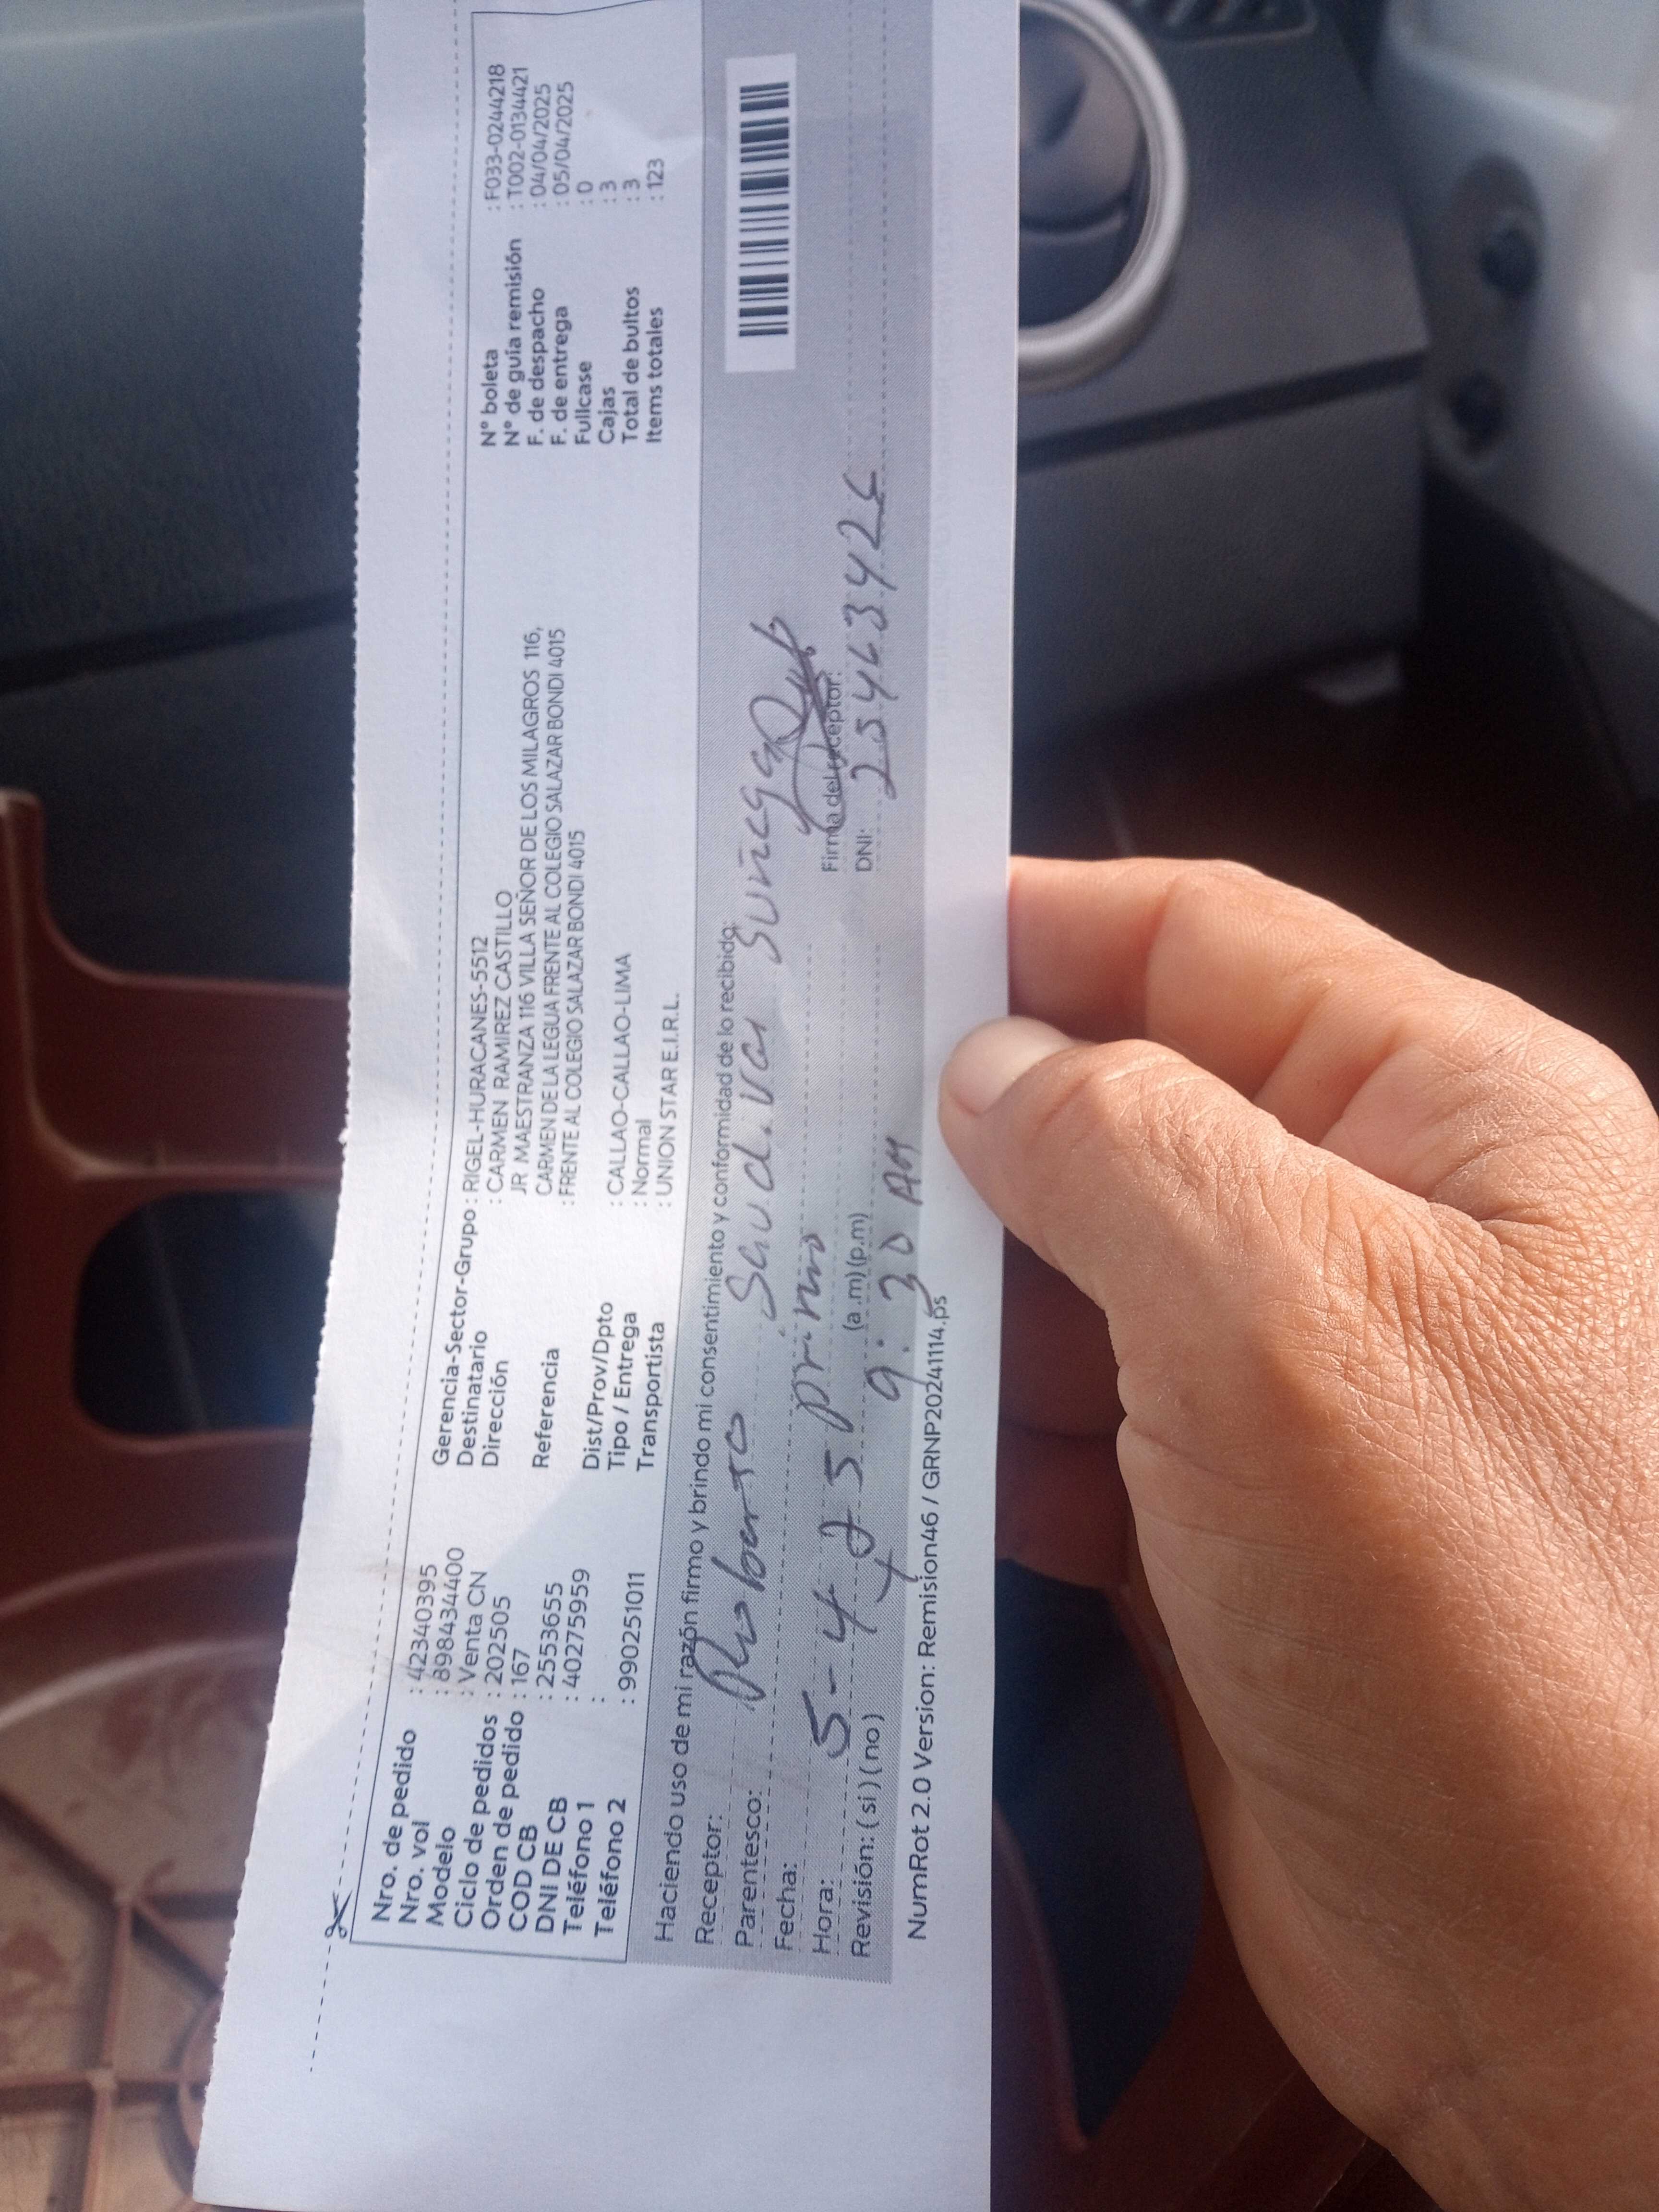 Nro. de pedido : 42340395
Nro. vol : 898434400
Modelo : Venta CN
Ciclo de pedidos : 202505
Orden de pedido : 167
COD CB : 2553655
DNI DE CB : 40275959
Teléfono 1 :
Teléfono 2 : 990251011
Gerencia-Sector-Grupo : RIGEL-HURACANES-5512
Destinatario : CARMEN RAMIREZ CASTILLO
Dirección JR MAESTRANZA 116 VILLA SEÑOR DE LOS MILAGROS 116,
CARMEN DE LA LEGUA FRENTE AL COLEGIO SALAZAR BONDI 4015
Referencia : FRENTE AL COLEGIO SALAZAR BONDI 4015
Dist/Prov/Dpto : CALLAO-CALLAO-LIMA
Tipo / Entrega : Normal
Transportista : UNION STAR E.I.R.L.
N° boleta : F033-0244218
N° de guía remisión : T002-0134421
F. de despacho : 04/04/2025
F. de entrega : 05/04/2025
Fullcase : 0
Cajas : 3
Total de bultos : 3
Items totales : 123
Haciendo uso de mi razón firmo y brindo mi consentimiento y conformidad de lo recibido:
Receptor: Roberto
Parentesco: primo
Fecha: 5-4-25
Hora: (a.m) (p.m) 9:30 AM
Revisión: ( si ) ( no )
Firma del receptor:
DNI:
NumRot 2.0 Version: Remision46 / GRNP20241114.ps